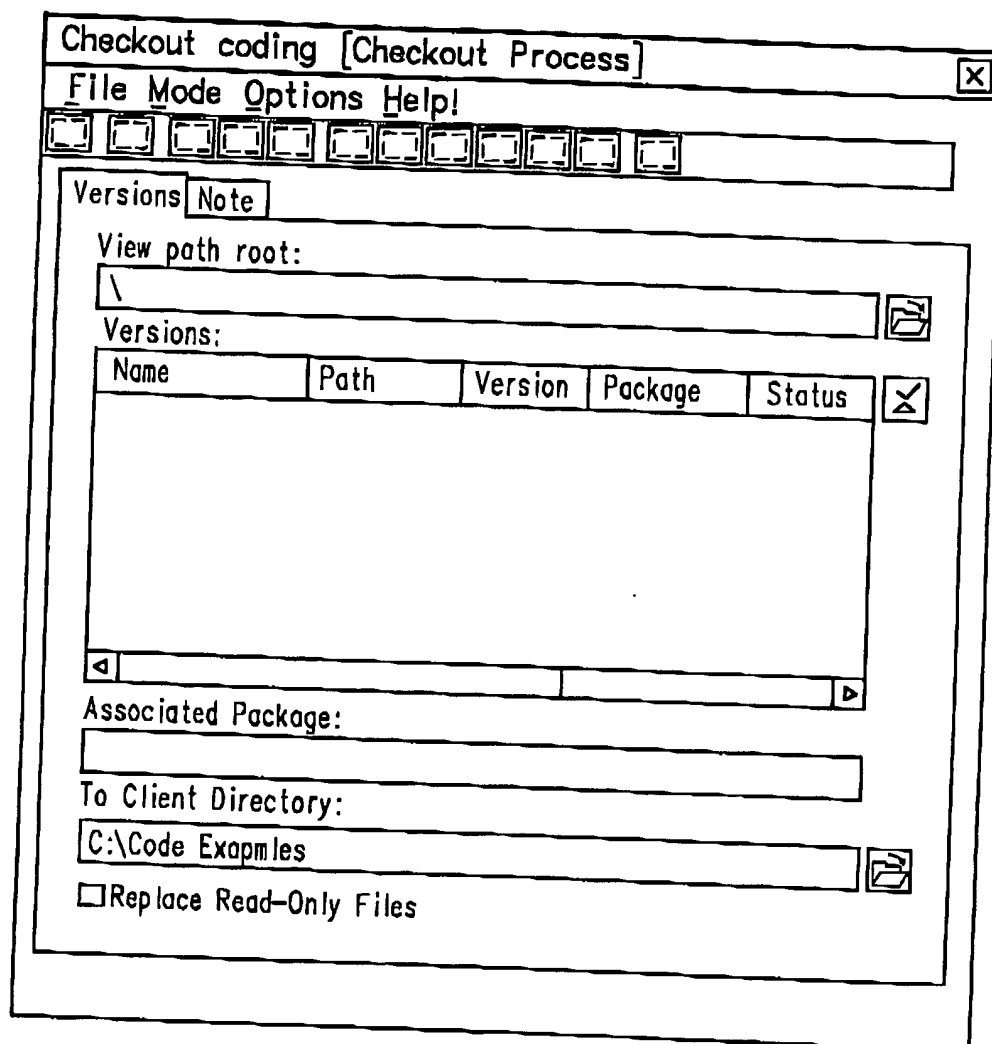 Checkout coding [Checkout Process]
File Mode Options Help!
Versions Note
View path root:
\
Versions:
Name Path Version Package Status
Associated Package:
To Client Directory:
C:\Code Exapmles
Replace Read-Only Files